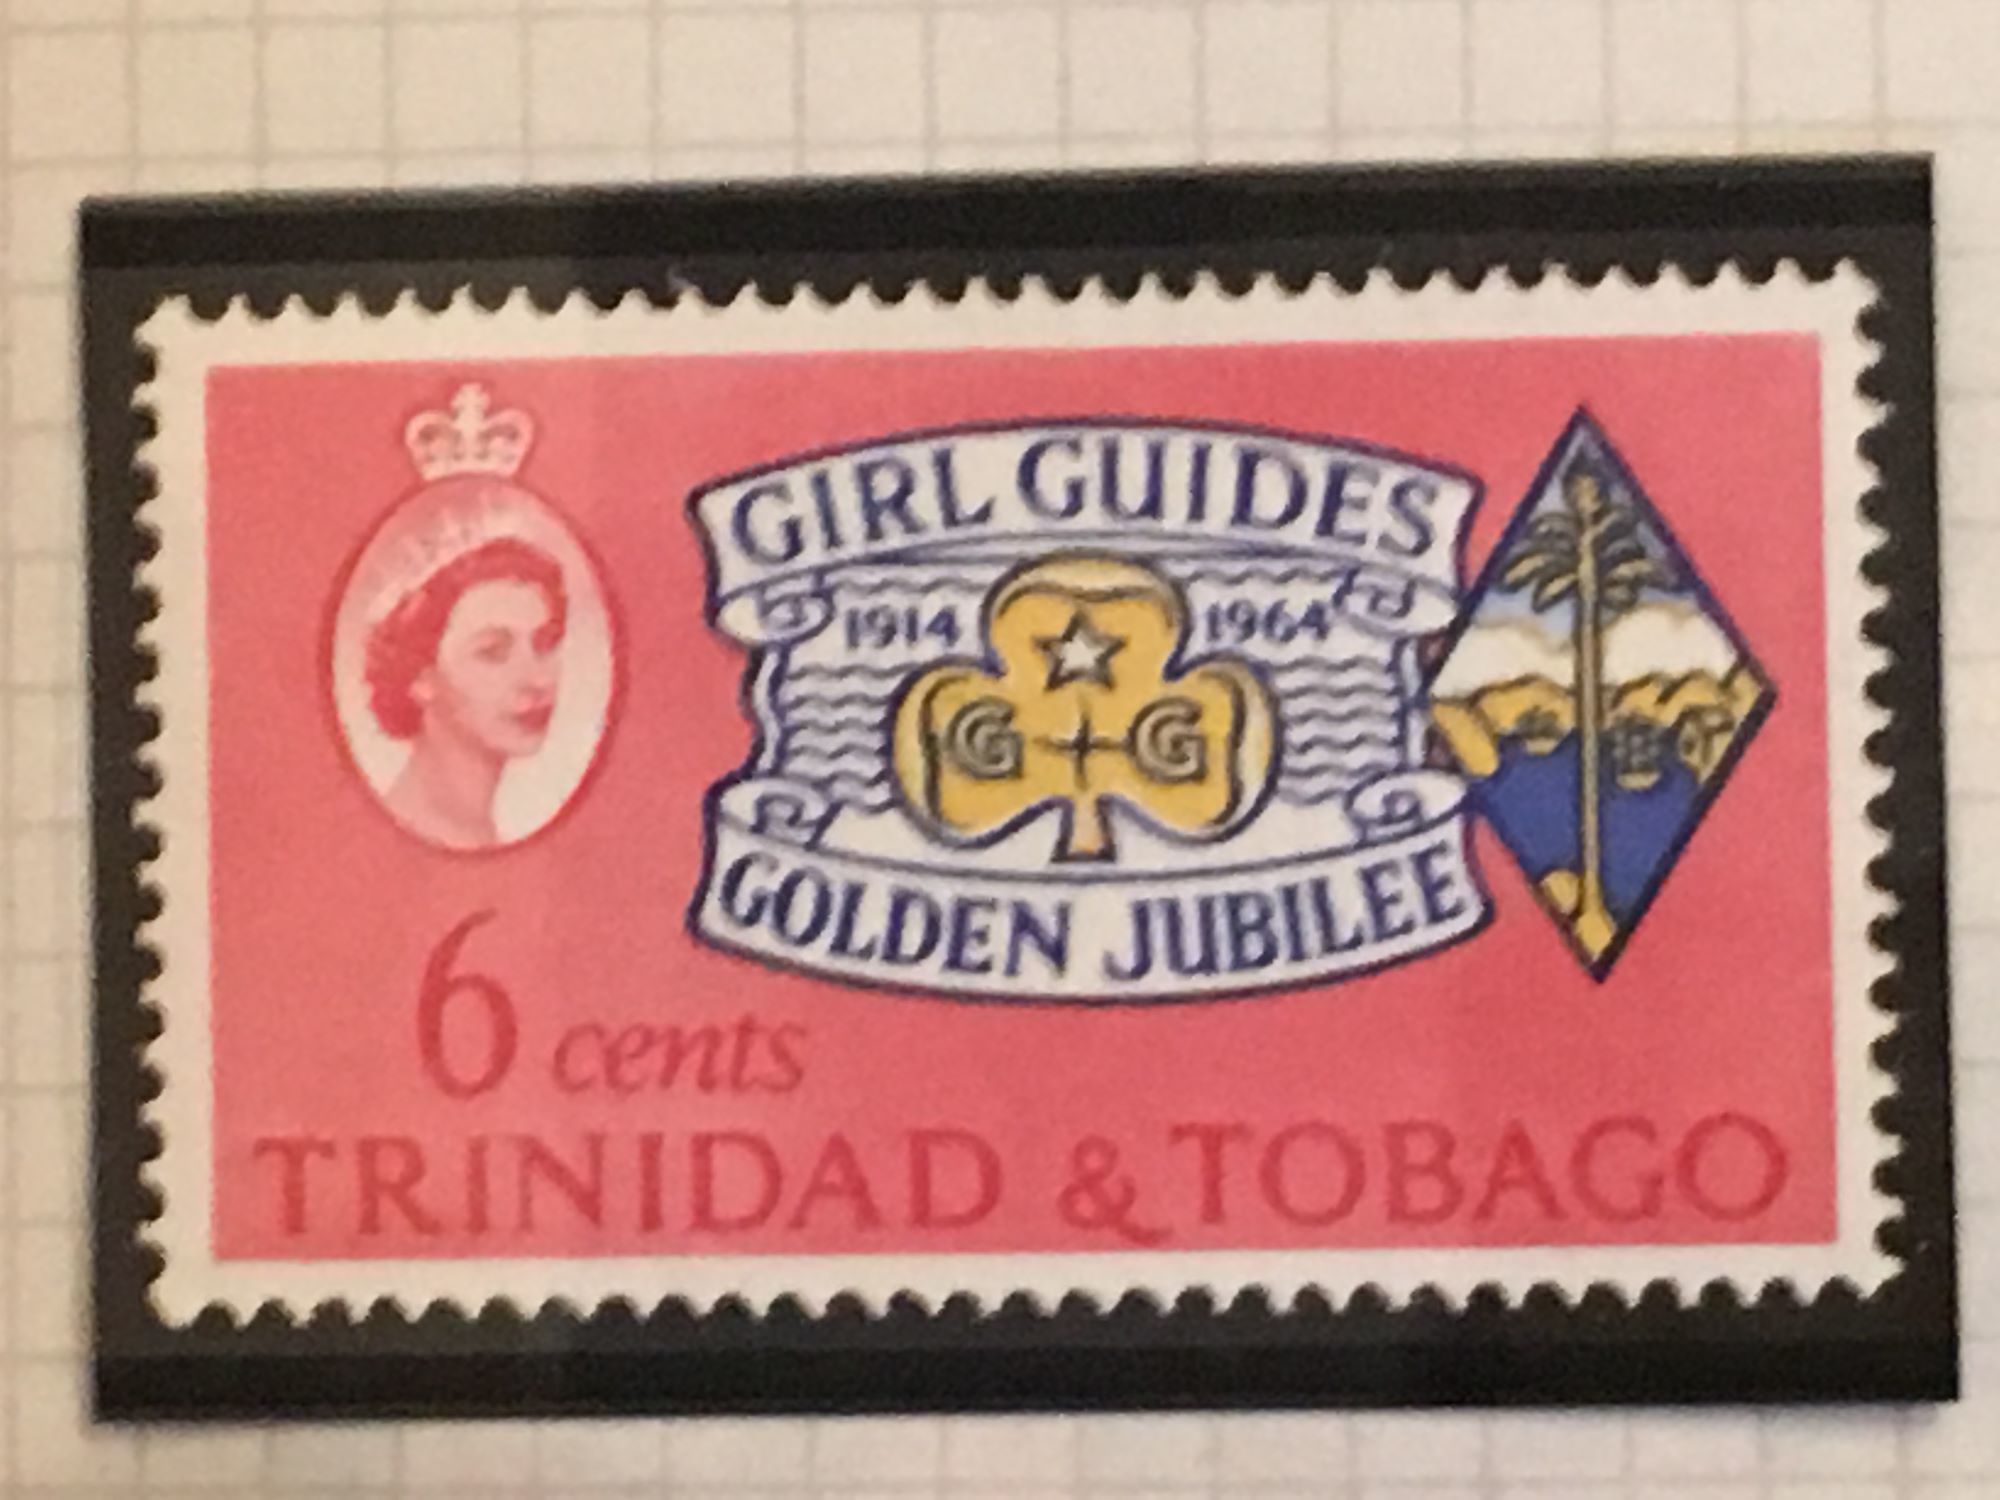 GIRL GUIDES
1914 1964
G G
GOLDEN JUBILEE
6 cents
TRINIDAD & TOBAGO